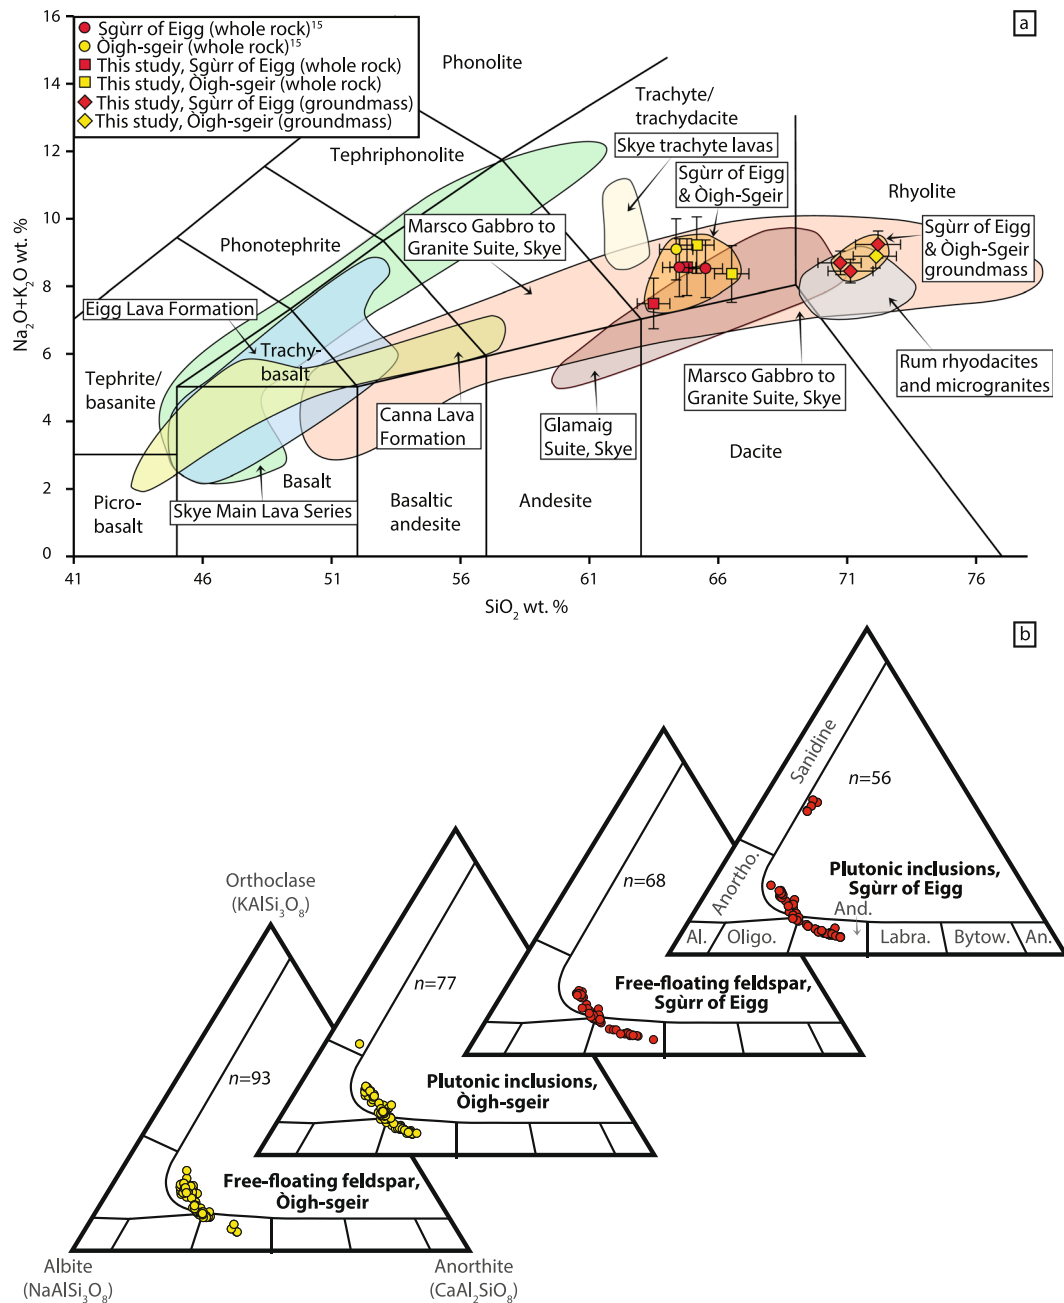 a
16
14
12
10
8
6
4
2
0
Na2O+K2O wt. %
41
46
51
56
61
66
71
76
SiO2 wt. %
Sgùrr of Eigg (whole rock)15
Òigh-sgeir (whole rock)15
This study, Sgùrr of Eigg (whole rock)
This study, Òigh-sgeir (whole rock)
This study, Sgùrr of Eigg (groundmass)
This study, Òigh-sgeir (groundmass)
Phonolite
Trachyte/
trachydacite
Skye trachyte lavas
Tephriphonolite
Sgùrr of Eigg
& Òigh-Sgeir
Rhyolite
Marsco Gabbro to
Granite Suite, Skye
Sgùrr of Eigg
& Òigh-Sgeir
groundmass
Phonotephrite
Eigg Lava Formation
Trachy-
basalt
Tephrite/
basanite
Rum rhyodacites
and microgranites
Marsco Gabbro to
Granite Suite, Skye
Canna Lava
Formation
Glamaig
Suite, Skye
Dacite
Picro-
basalt
Basalt
Skye Main Lava Series
Basaltic
andesite
Andesite
b
Sanidine
n=56
Anortho.
Plutonic inclusions,
Sgùrr of Eigg
And.
Al.
Oligo.
Labra.
Bytow.
An.
n=68
Free-floating feldspar,
Sgùrr of Eigg
n=77
Plutonic inclusions,
Òigh-sgeir
Orthoclase
(KAlSi3O8)
n=93
Free-floating feldspar,
Òigh-sgeir
Albite
(NaAlSi3O8)
Anorthite
(CaAl2SiO8)